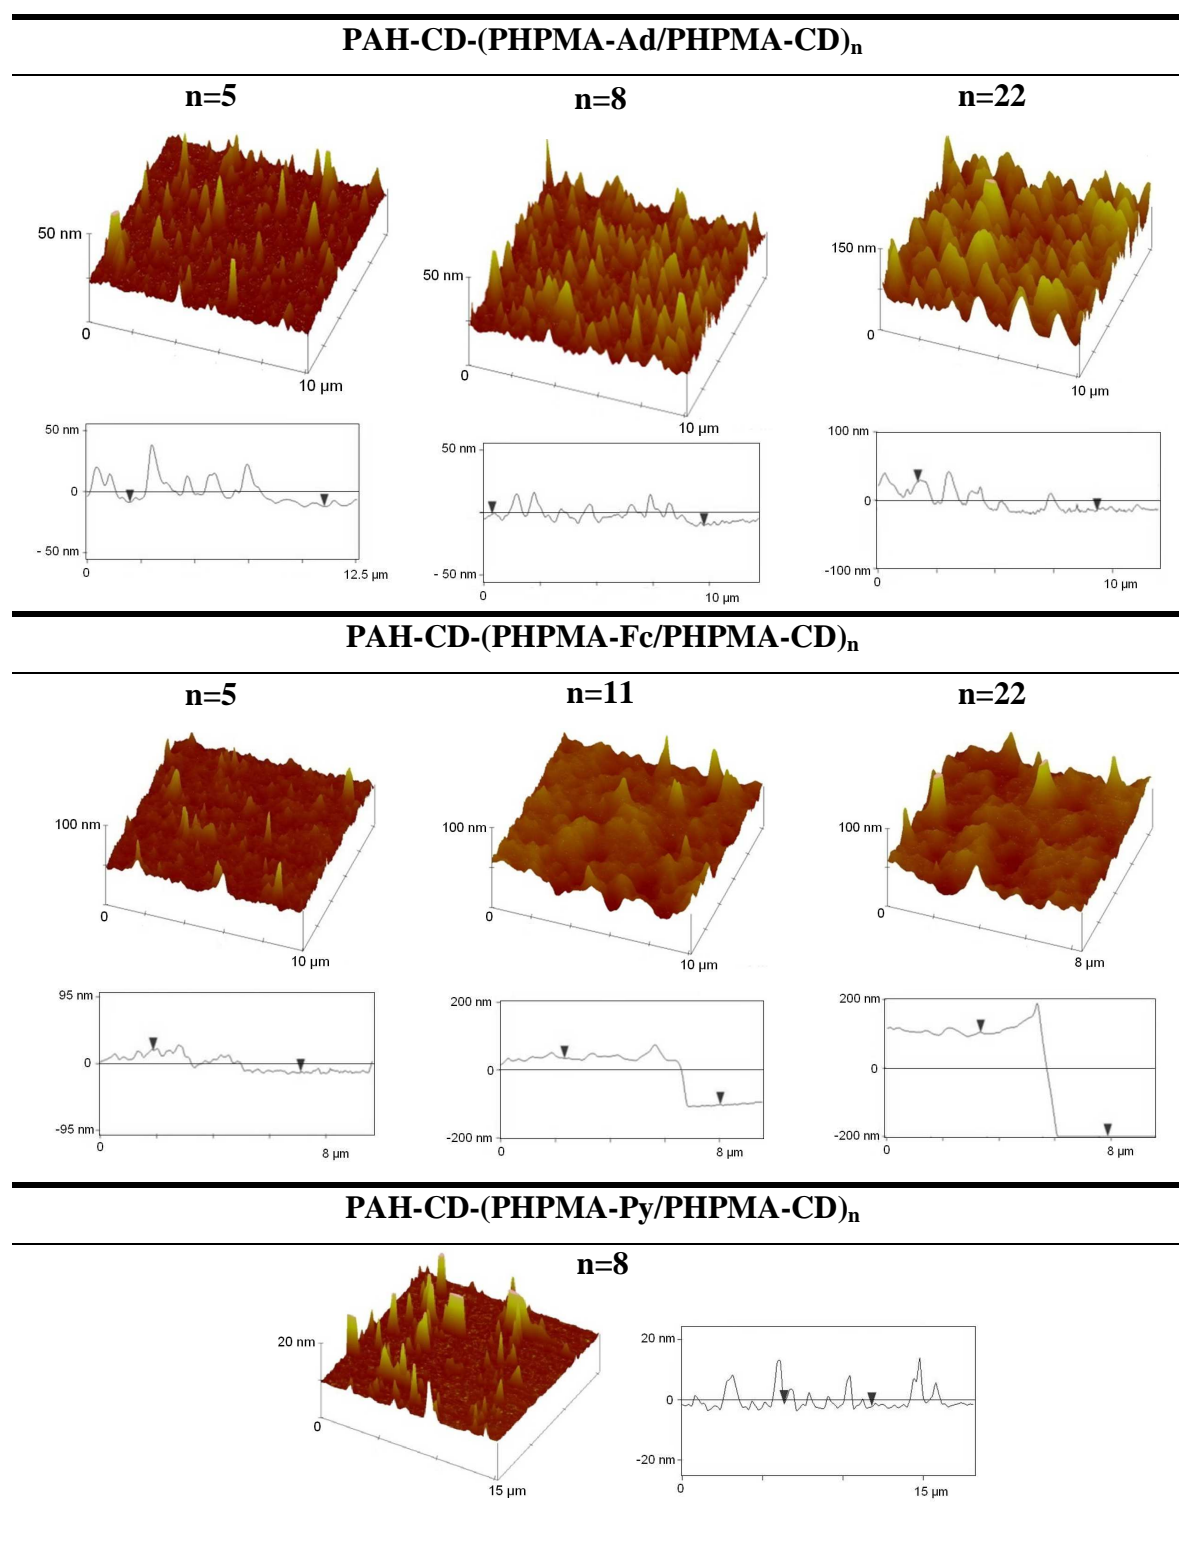 PAH-CD-(PHPMA-Ad/PHPMA-CD)n
n=5 n=8 n=22
50 nm
0
10 µm
50 nm
0
10 µm
150 nm
0
10 µm
50 nm
0
- 50 nm
0 12.5 µm
50 nm
- 50 nm
0 10 µm
100 nm
0
-100 nm
0 10 µm
PAH-CD-(PHPMA-Fc/PHPMA-CD)n
n=5 n=11 n=22
100 nm
0
10 µm
100 nm
0
10 µm
100 nm
0
8 µm
95 nm
0
-95 nm
0 8 µm
200 nm
0
-200 nm
0 8 µm
200 nm
0
-200 nm
0 8 µm
PAH-CD-(PHPMA-Py/PHPMA-CD)n
n=8
20 nm
0
15 µm
20 nm
0
-20 nm
0 15 µm